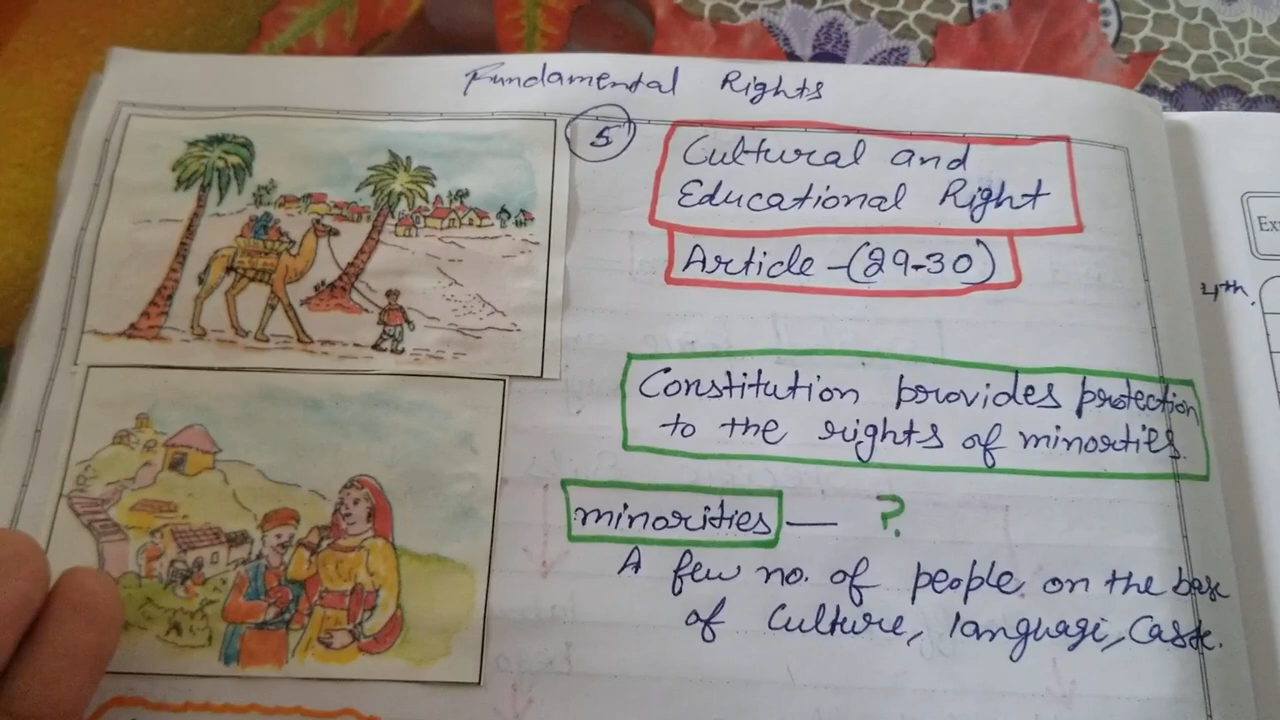 Fundamental Rights
5
Cultural and
Educational Right
Article - (29-30)
Constitution provides protection
to the rights of minorties.
minorities — ?
A few no. of people on the base
of Culture, language, Caste.
4th.